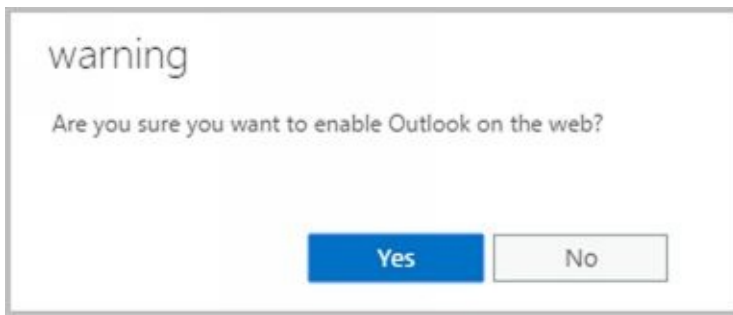 warning
Are you sure you want to enable Outlook on the web?
Yes No